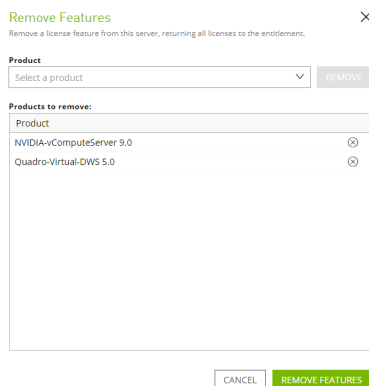 Remove Features
Remove a license feature from this server, returning all licenses to the entitlement.
Product
Select a product
REMOVE
Products to remove:
Product
NVIDIA-vComputeServer 9.0
Quadro-Virtual-DWS 5.0
CANCEL
REMOVE FEATURES